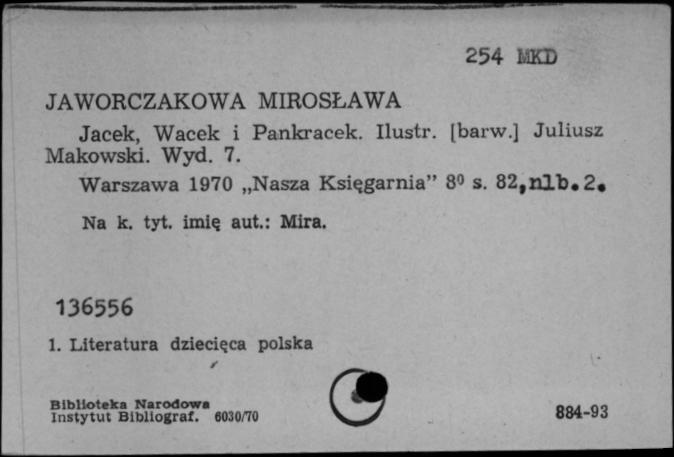 254 MKD
JAWORCZAKOWA MIROSŁAWA
Jacek, Wacek i Pankracek. Ilustr. [barw.] Juliusz
Makowski. Wyd. 7.
Warszawa 1970 „Nasza Księgarnia” 8⁰ s. 82,nlb.2.
Na k. tyt. imię aut.: Mira.
136556
1. Literatura dziecięca polska
Biblioteka Narodowa
Instytut Bibliograf. 6030/70
884-93